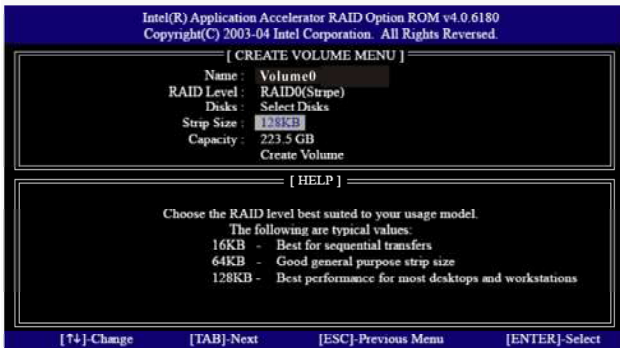 Intel(R) Application Accelerator RAID Option ROM v4.0.6180
Copyright(C) 2003-04 Intel Corporation. All Rights Reversed.
[ CREATE VOLUME MENU ]
Name : Volume0
RAID Level : RAID0(Stripe)
Disks : Select Disks
Strip Size : 128KB
Capacity : 223.5 GB
Create Volume
[ HELP ]
Choose the RAID level best suited to your usage model.
The following are typical values:
16KB - Best for sequential transfers
64KB - Good general purpose strip size
128KB - Best performance for most desktops and workstations
[↑↓]-Change [TAB]-Next [ESC]-Previous Menu [ENTER]-Select